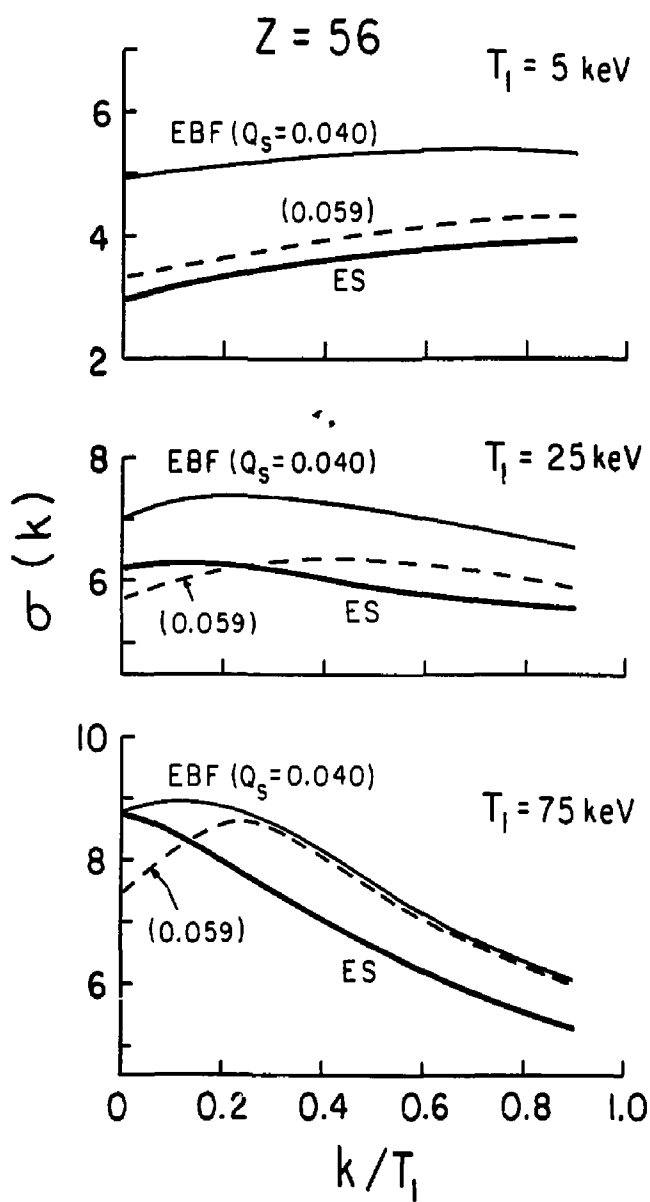 Z = 56
T₁ = 5 keV
EBF (Qₛ=0.040)
(0.059)
ES
6
4
2
0 0.2 0.4 0.6 0.8 1.0
T₁ = 25 keV
EBF (Qₛ=0.040)
(0.059)
ES
8
6
σ (k)
T₁ = 75 keV
EBF (Qₛ=0.040)
(0.059)
ES
10
8
6
k/T₁